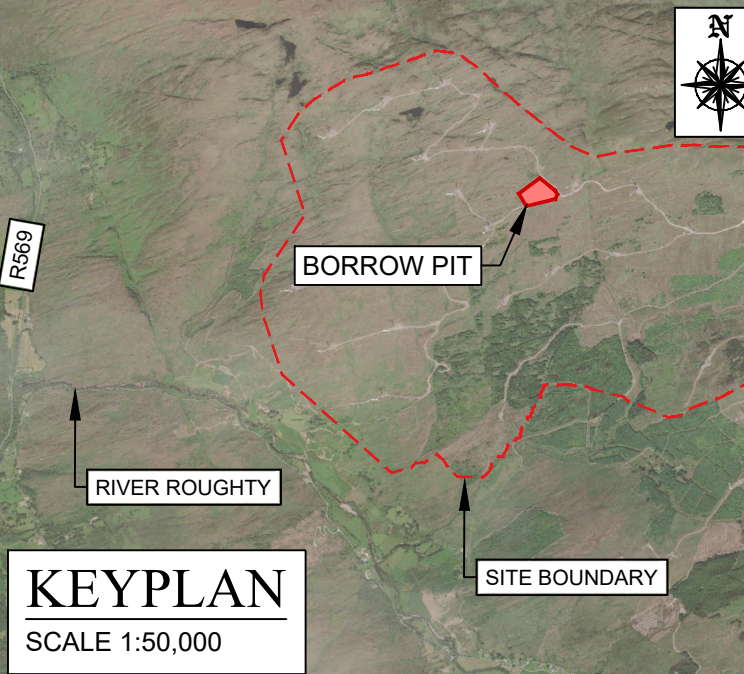 N
R569
BORROW PIT
RIVER ROUGHTY
SITE BOUNDARY
KEYPLAN
SCALE 1:50,000